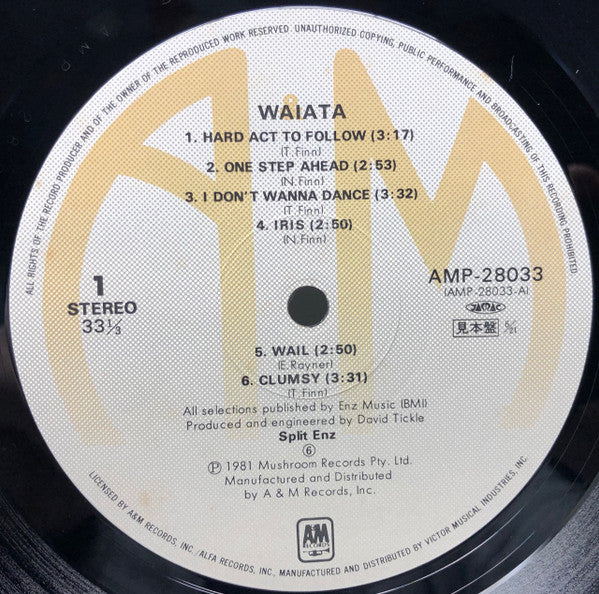 ALL RIGHTS OF THE RECORD PRODUCER AND OF THE OWNER OF THE REPRODUCED WORK RESERVED. UNAUTHORIZED COPYING, PUBLIC PERFORMANCE AND BROADCASTING OF THIS RECORDING PROHIBITED.
WAIATA
1. HARD ACT TO FOLLOW (3:17)
(T. Finn)
2. ONE STEP AHEAD (2:53)
(N. Finn)
3. I DON'T WANNA DANCE (3:32)
(T. Finn)
4. IRIS (2:50)
(N. Finn)
1
STEREO
33⅓
AMP-28033
(AMP-28033-A)
見本盤
5. WAIL (2:50)
(E. Rayner)
6. CLUMSY (3:31)
(T. Finn)
All selections published by Enz Music (BMI)
Produced and engineered by David Tickle
Split Enz
⑥
℗ 1981 Mushroom Records Pty. Ltd.
Manufactured and Distributed
by A & M Records, Inc.
A&M
RECORDS
LICENSED BY A&M RECORDS, INC./ALFA RECORDS, INC., MANUFACTURED AND DISTRIBUTED BY VICTOR MUSICAL INDUSTRIES, INC.